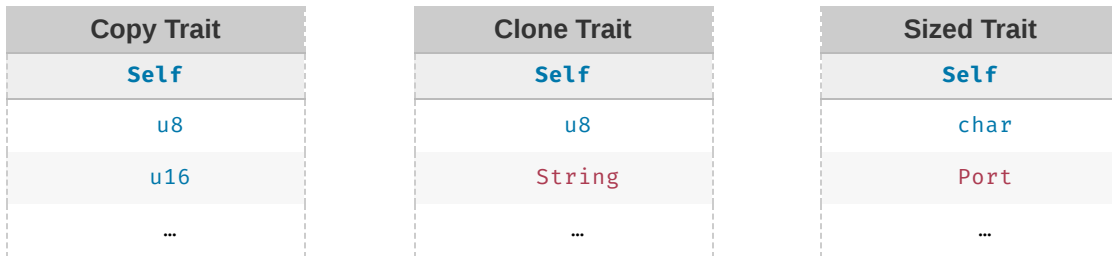 Copy Trait
Self
u8
u16
…
Clone Trait
Self
u8
String
…
Sized Trait
Self
char
Port
…